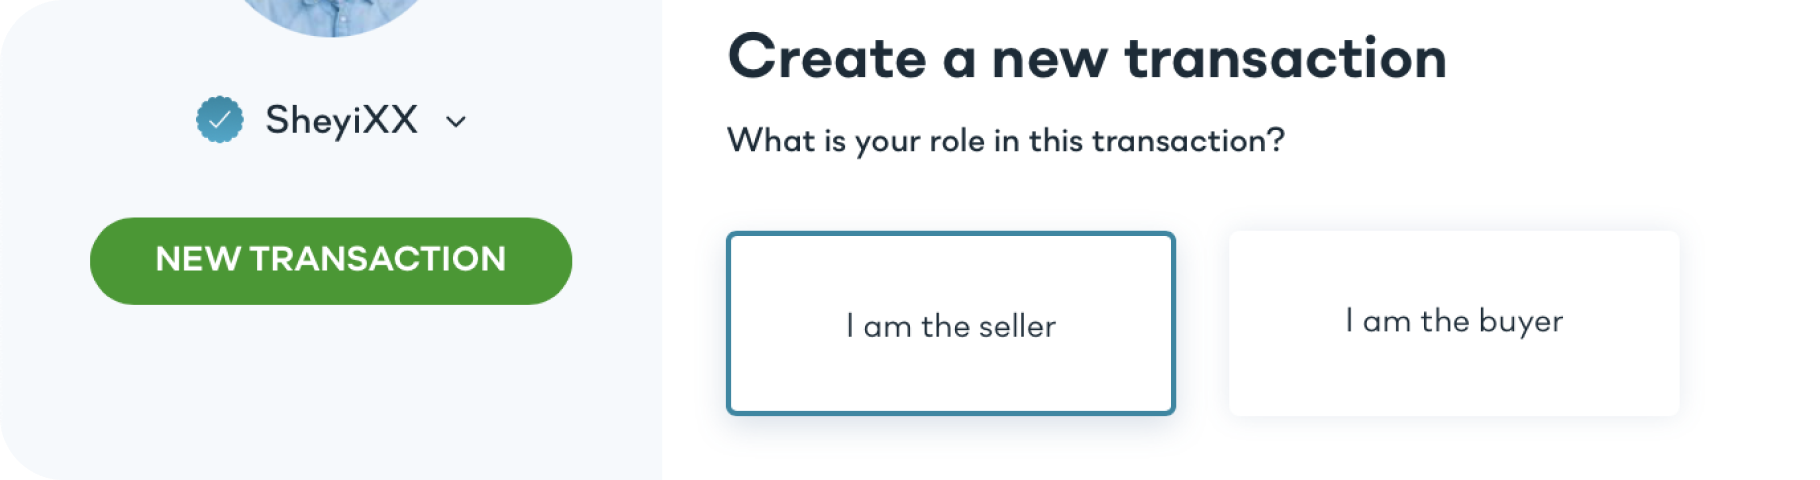 SheyiXX
NEW TRANSACTION
Create a new transaction
What is your role in this transaction?
I am the seller
I am the buyer